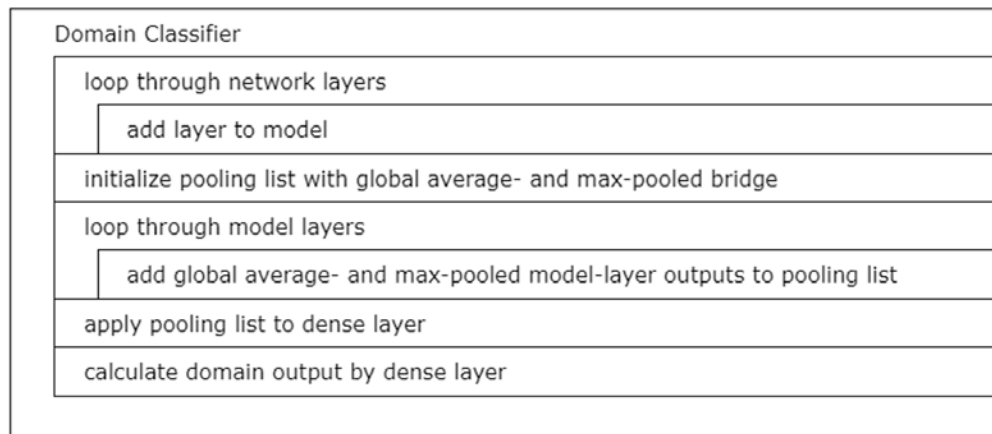 Domain Classifier
loop through network layers
add layer to model
initialize pooling list with global average- and max-pooled bridge
loop through model layers
add global average- and max-pooled model-layer outputs to pooling list
apply pooling list to dense layer
calculate domain output by dense layer